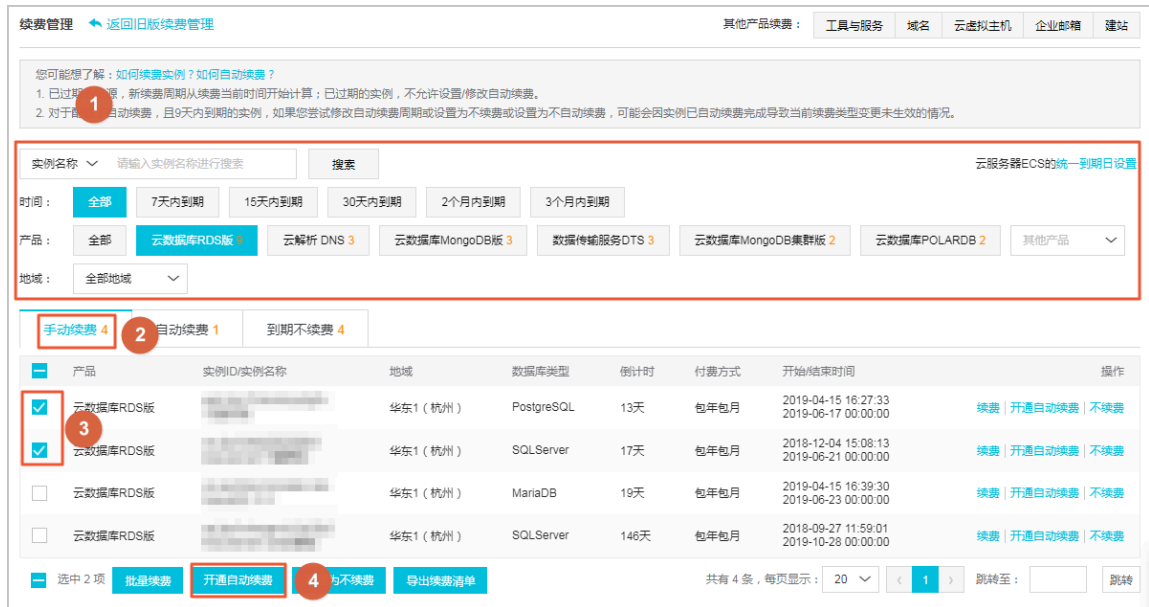 续费管理 返回旧版续费管理 其他产品续费： 工具与服务 域名 云虚拟主机 企业邮箱 建站
您可能想了解：如何续费实例？如何自动续费？
1. 已过期 源，新续费周期从续费当前时间开始计算；已过期的实例，不允许设置/修改自动续费。
2. 对于 自动续费，且9天内到期的实例，如果您尝试修改自动续费周期或设置为不续费或设置为不自动续费，可能会因实例已自动续费完成导致当前续费类型变更未生效的情况。
1
实例名称 请输入实例名称进行搜索 搜索 云服务器ECS的统一到期日设置
时间： 全部 7天内到期 15天内到期 30天内到期 2个月内到期 3个月内到期
产品： 全部 云数据库RDS版 9 云解析 DNS 3 云数据库MongoDB版 3 数据传输服务DTS 3 云数据库MongoDB集群版 2 云数据库POLARDB 2 其他产品
地域： 全部地域
手动续费 4 2 自动续费 1 到期不续费 4
产品 实例ID/实例名称 地域 数据库类型 倒计时 付费方式 开始/结束时间 操作
云数据库RDS版 华东1（杭州） PostgreSQL 13天 包年包月 2019-04-15 16:27:33 续费 开通自动续费 不续费
2019-06-17 00:00:00
3
云数据库RDS版 华东1（杭州） SQLServer 17天 包年包月 2018-12-04 15:08:13 续费 开通自动续费 不续费
2019-06-21 00:00:00
云数据库RDS版 华东1（杭州） MariaDB 19天 包年包月 2019-04-15 16:39:30 续费 开通自动续费 不续费
2019-06-23 00:00:00
云数据库RDS版 华东1（杭州） SQLServer 146天 包年包月 2018-09-27 11:59:01 续费 开通自动续费 不续费
2019-10-28 00:00:00
选中 2 项 批量续费 开通自动续费 4 为不续费 导出续费清单 共有 4 条，每页显示： 20 1 跳转至： 跳转